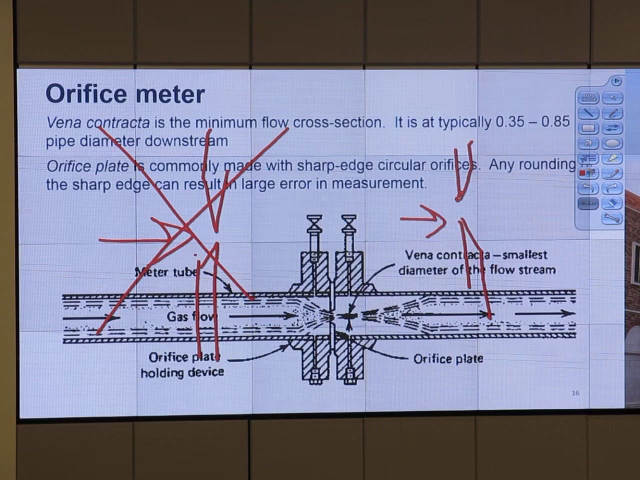 Orifice meter
Vena contracta is the minimum flow cross-section. It is at typically 0.35 – 0.85
pipe diameter downstream
Orifice plate is commonly made with sharp-edge circular orifices. Any rounding
the sharp edge can result in large error in measurement.
Vena contracta—smallest
diameter of the flow stream
Meter tube
Gas flow
Orifice plate
holding device
Orifice plate
16